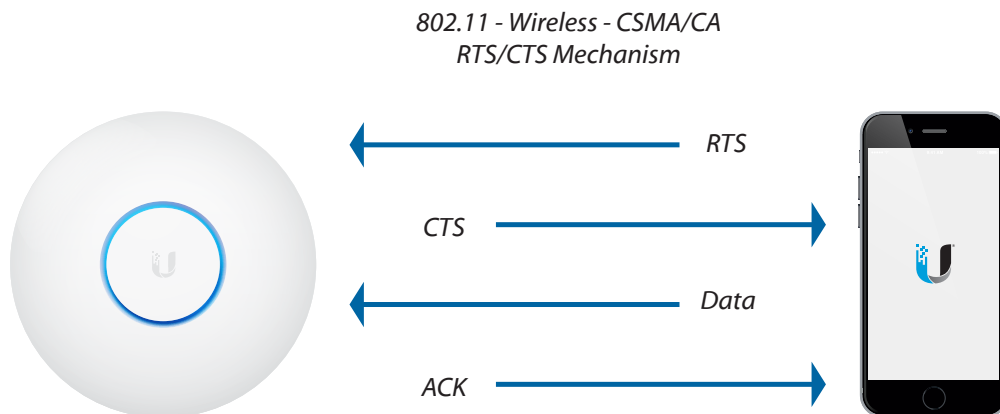 802.11 - Wireless - CSMA/CA
RTS/CTS Mechanism
RTS
CTS
Data
ACK